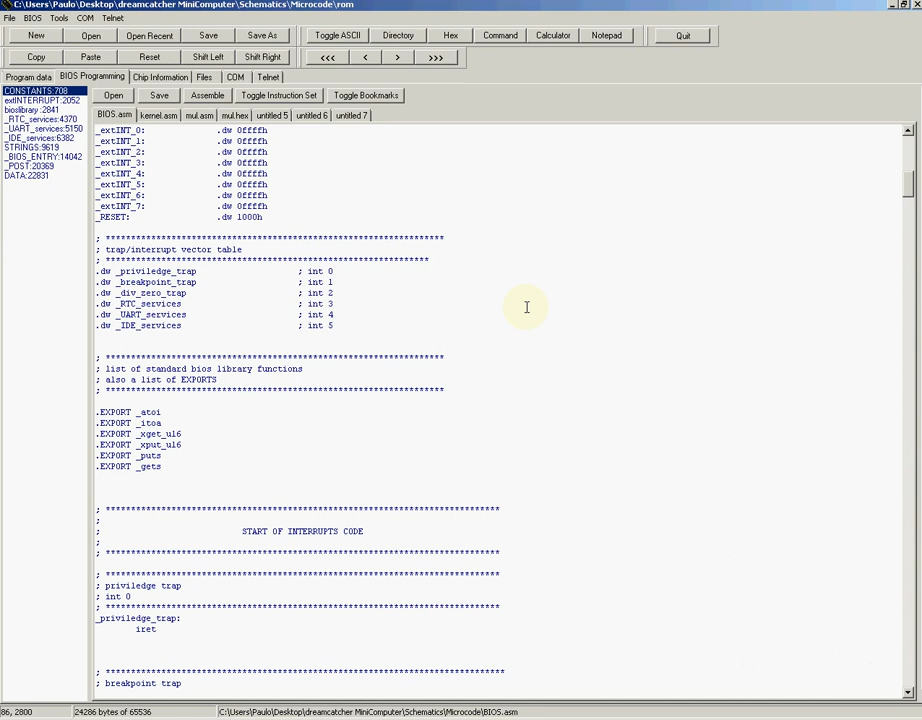 C:\Users\Paulo\Desktop\dreamcatcher MiniComputer\Schematics\Microcode\rom
File BIOS Tools COM Telnet
New Open Open Recent Save Save As Toggle ASCII Directory Hex Command Calculator Notepad Quit
Copy Paste Reset Shift Left Shift Right <<< < > >>>
Program data BIOS Programming Chip Information Files COM Telnet
CONSTANTS:708
extINTERRUPT:2052
bioslibrary:2841
_RTC_services:4370
_UART_services:5150
_IDE_services:6382
STRINGS:9619
_BIOS_ENTRY:14042
_POST:20369
DATA:22831
Open Save Assemble Toggle Instruction Set Toggle Bookmarks
BIOS.asm kernel.asm mul.asm mul.hex untitled 5 untitled 6 untitled 7
_extINT_0: .dw 0ffffh
_extINT_1: .dw 0ffffh
_extINT_2: .dw 0ffffh
_extINT_3: .dw 0ffffh
_extINT_4: .dw 0ffffh
_extINT_5: .dw 0ffffh
_extINT_6: .dw 0ffffh
_extINT_7: .dw 0ffffh
_RESET: .dw 1000h
; *******************************************************************
; trap/interrupt vector table
; ****************************************************************
.dw _priviledge_trap ; int 0
.dw _breakpoint_trap ; int 1
.dw _div_zero_trap ; int 2
.dw _RTC_services ; int 3
.dw _UART_services ; int 4
.dw _IDE_services ; int 5
; *******************************************************************
; list of standard bios library functions
; also a list of EXPORTS
; *******************************************************************
.EXPORT _atoi
.EXPORT _itoa
.EXPORT _xget_u16
.EXPORT _xput_u16
.EXPORT _puts
.EXPORT _gets
; ******************************************************************************
;
; START OF INTERRUPTS CODE
;
; ******************************************************************************
; ******************************************************************************
; priviledge trap
; int 0
; ******************************************************************************
_priviledge_trap:
iret
; *******************************************************************************
; breakpoint trap
86, 2800 24286 bytes of 65536 C:\Users\Paulo\Desktop\dreamcatcher MiniComputer\Schematics\Microcode\BIOS.asm